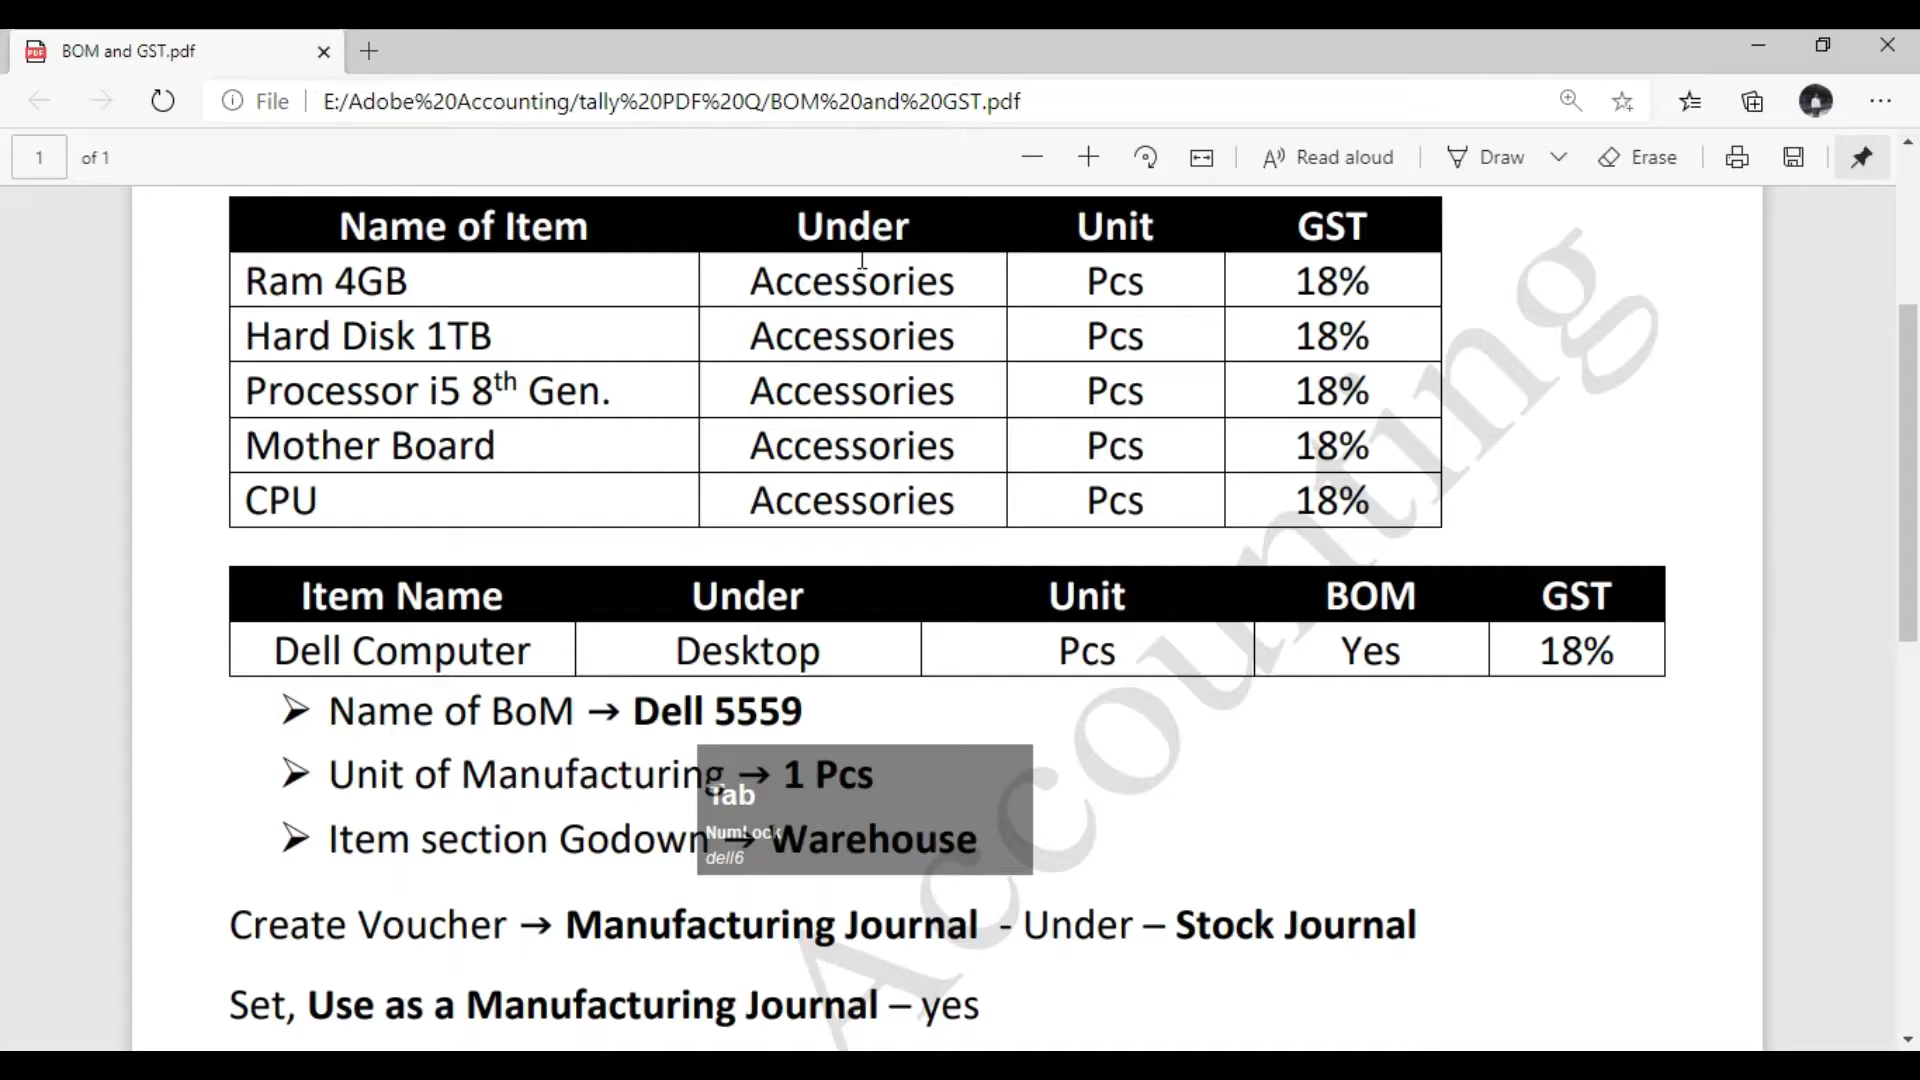 BOM and GST.pdf
File E:/Adobe%20Accounting/tally%20PDF%20Q/BOM%20and%20GST.pdf
1 of 1 Read aloud Draw Erase
Name of Item Under Unit GST
Ram 4GB Accessories Pcs 18%
Hard Disk 1TB Accessories Pcs 18%
Processor i5 8th Gen. Accessories Pcs 18%
Mother Board Accessories Pcs 18%
CPU Accessories Pcs 18%
Item Name Under Unit BOM GST
Dell Computer Desktop Pcs Yes 18%
➢ Name of BoM → Dell 5559
➢ Unit of Manufacturing → 1 Pcs
Tab
NumLock
➢ Item section Godown → Warehouse
dell6
Create Voucher → Manufacturing Journal - Under – Stock Journal
Set, Use as a Manufacturing Journal – yes
Accounting